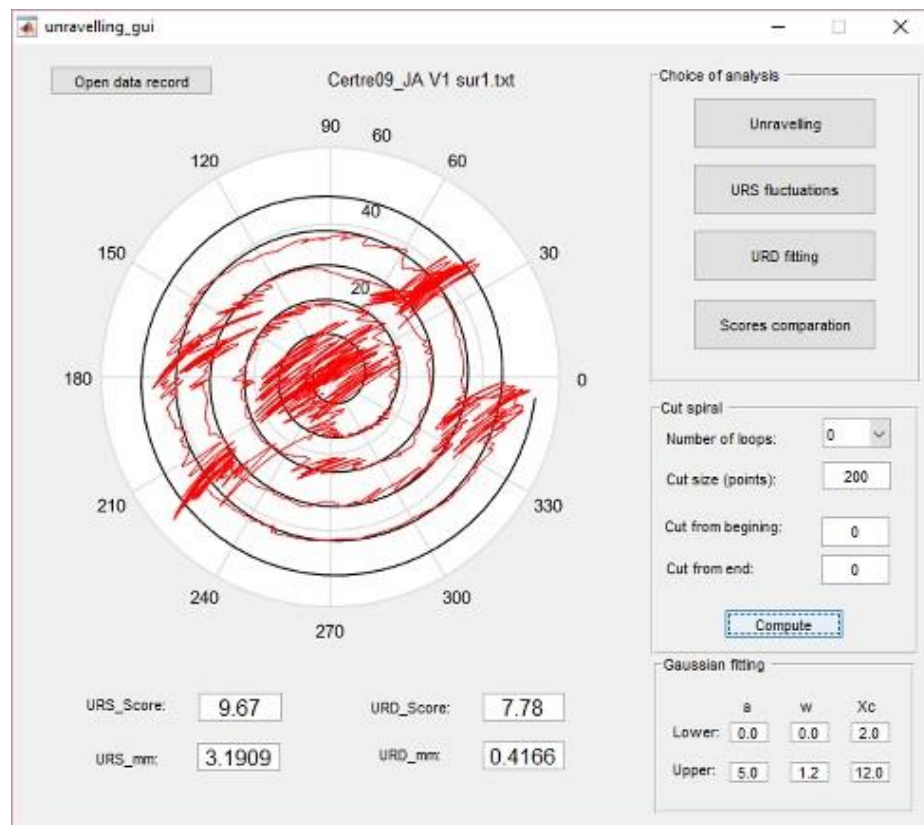 unravelling_gui
Open data record
Certre09_JA V1 sur1.txt
90
60
120
60
40
150
30
20
180
0
210
330
240
300
270
URS_Score: 9.67
URD_Score: 7.78
URS_mm: 3.1909
URD_mm: 0.4166
Choice of analysis
Unravelling
URS fluctuations
URD fitting
Scores comparation
Cut spiral
Number of loops: 0
Cut size (points): 200
Cut from begining: 0
Cut from end: 0
Compute
Gaussian fitting
a w Xc
Lower: 0.0 0.0 2.0
Upper: 5.0 1.2 12.0